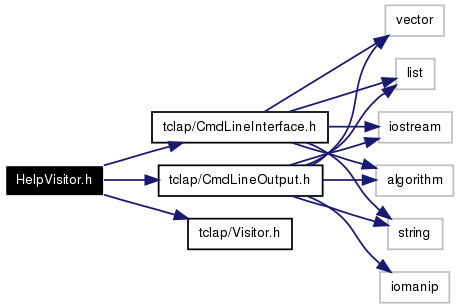 vector
list
tclap/CmdLineInterface.h
iostream
HelpVisitor.h
tclap/CmdLineOutput.h
algorithm
tclap/Visitor.h
string
iomanip